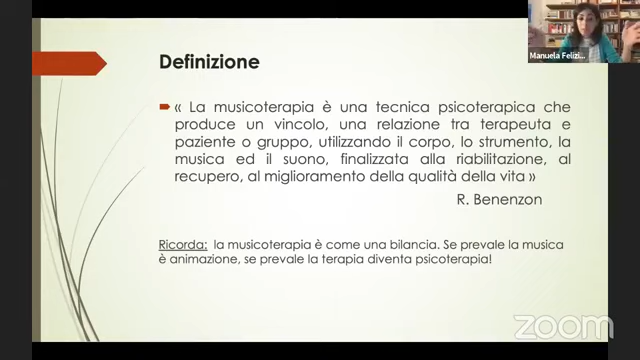 Definizione
« La musicoterapia è una tecnica psicoterapica che
produce un vincolo, una relazione tra terapeuta e
paziente o gruppo, utilizzando il corpo, lo strumento, la
musica ed il suono, finalizzata alla riabilitazione, al
recupero, al miglioramento della qualità della vita »
R. Benenzon
Ricorda: la musicoterapia è come una bilancia. Se prevale la musica
è animazione, se prevale la terapia diventa psicoterapia!
Manuela Felizi...
zoom